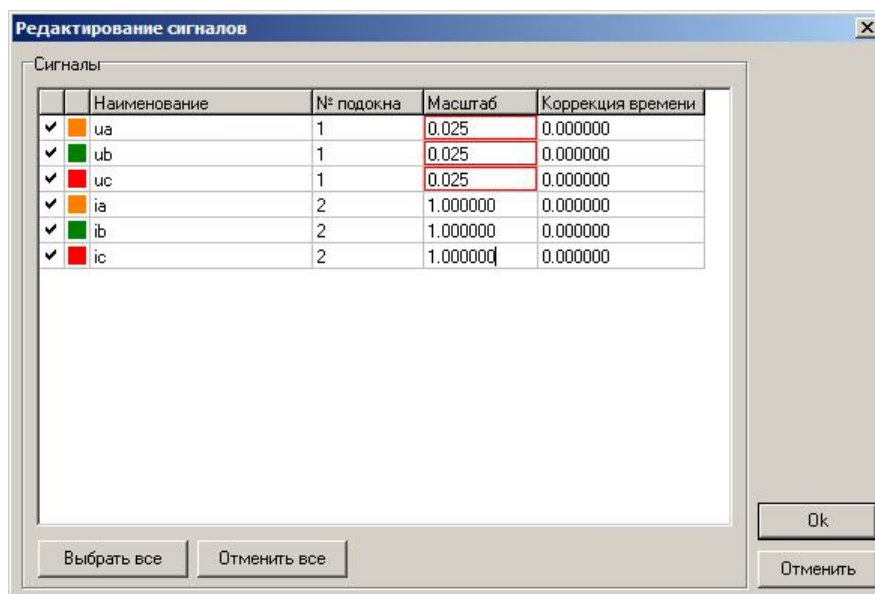 Редактирование сигналов
Сигналы
Наименование № подокна Масштаб Коррекция времени
ua 1 0.025 0.000000
ub 1 0.025 0.000000
uc 1 0.025 0.000000
ia 2 1.000000 0.000000
ib 2 1.000000 0.000000
ic 2 1.000000 0.000000
Ok
Выбрать все Отменить все
Отменить